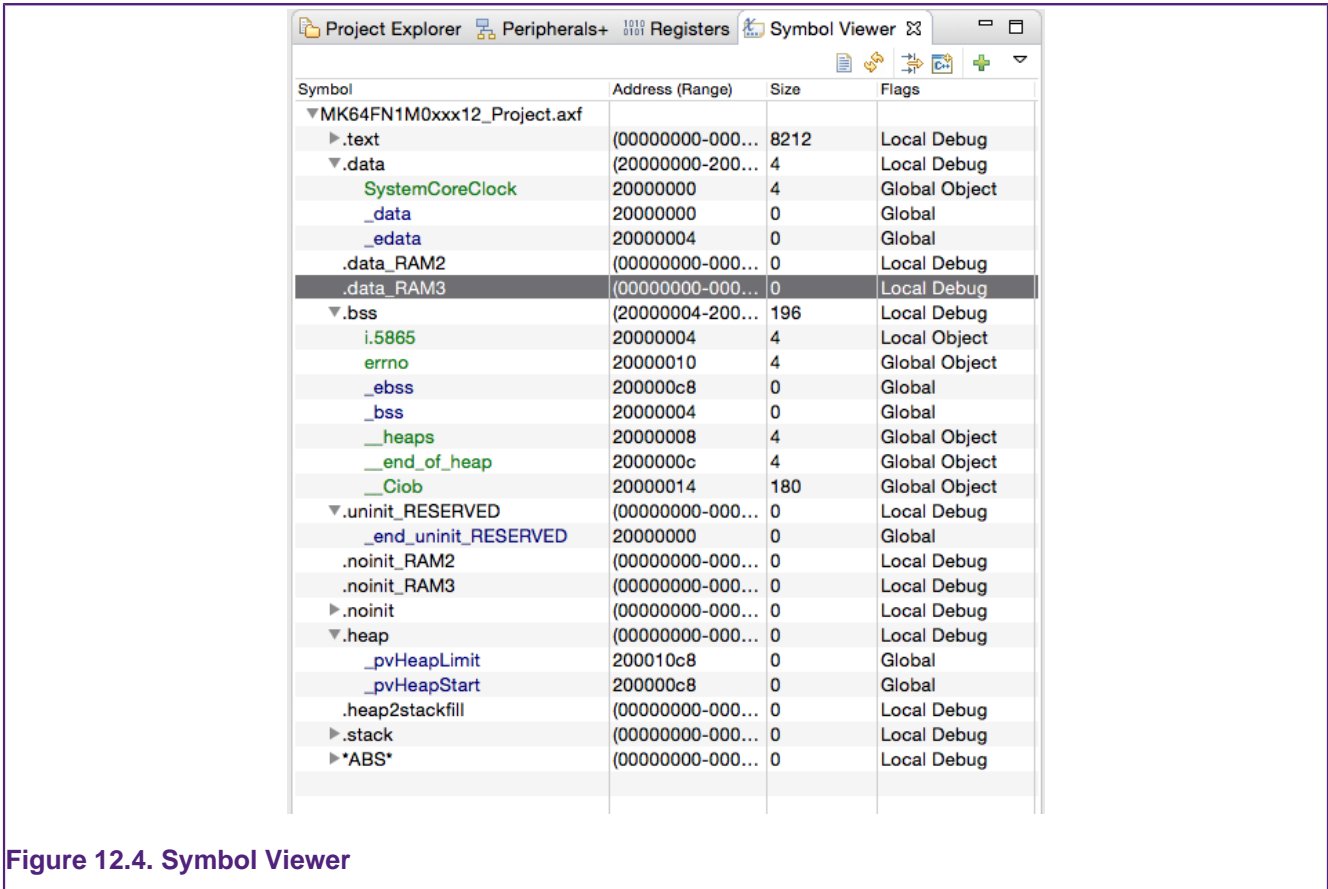 Project Explorer Peripherals+ Registers Symbol Viewer
Symbol Address (Range) Size Flags
MK64FN1M0xxx12_Project.axf
.text (00000000-000... 8212 Local Debug
.data (20000000-200... 4 Local Debug
SystemCoreClock 20000000 4 Global Object
_data 20000000 0 Global
_edata 20000004 0 Global
.data_RAM2 (00000000-000... 0 Local Debug
.data_RAM3 (00000000-000... 0 Local Debug
.bss (20000004-200... 196 Local Debug
i.5865 20000004 4 Local Object
errno 20000010 4 Global Object
_ebss 200000c8 0 Global
_bss 20000004 0 Global
__heaps 20000008 4 Global Object
__end_of_heap 2000000c 4 Global Object
__Ciob 20000014 180 Global Object
.uninit_RESERVED (00000000-000... 0 Local Debug
_end_uninit_RESERVED 20000000 0 Global
.noinit_RAM2 (00000000-000... 0 Local Debug
.noinit_RAM3 (00000000-000... 0 Local Debug
.noinit (00000000-000... 0 Local Debug
.heap (00000000-000... 0 Local Debug
_pvHeapLimit 200010c8 0 Global
_pvHeapStart 200000c8 0 Global
.heap2stackfill (00000000-000... 0 Local Debug
.stack (00000000-000... 0 Local Debug
*ABS* (00000000-000... 0 Local Debug
Figure 12.4. Symbol Viewer